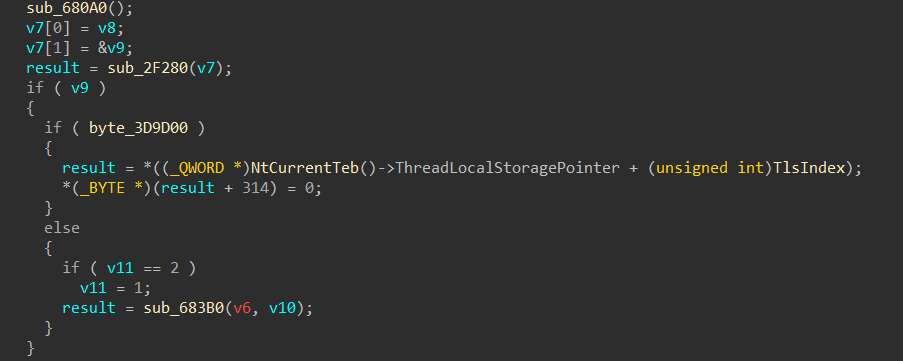 sub_680A0();
v7[0] = v8;
v7[1] = &v9;
result = sub_2F280(v7);
if ( v9 )
{
if ( byte_3D9D00 )
{
result = *((_QWORD *)NtCurrentTeb()->ThreadLocalStoragePointer + (unsigned int)TlsIndex);
*(_BYTE *)(result + 314) = 0;
}
else
{
if ( v11 == 2 )
v11 = 1;
result = sub_683B0(v6, v10);
}
}